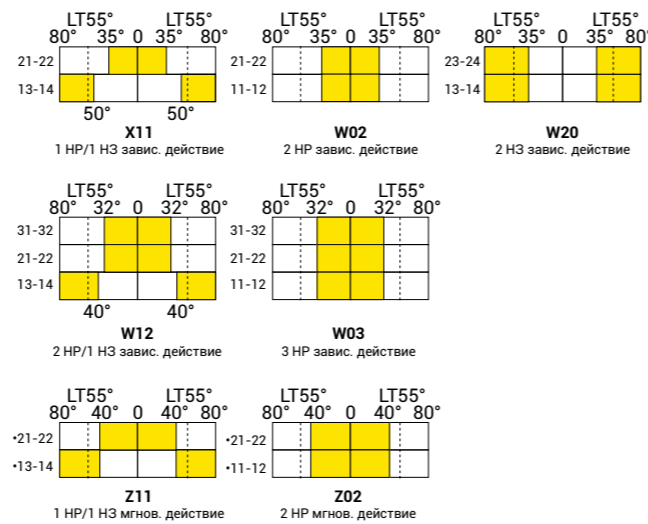 LT55° LT55°
80° 35° 0 35° 80°
21-22
13-14
50° 50°
X11
1 НР/1 НЗ завис. действие
LT55° LT55°
80° 35° 0 35° 80°
21-22
11-12
W02
2 НР завис. действие
LT55° LT55°
80° 35° 0 35° 80°
23-24
13-14
W20
2 НЗ завис. действие
LT55° LT55°
80° 32° 0 32° 80°
31-32
21-22
13-14
40° 40°
W12
2 НР/1 НЗ завис. действие
LT55° LT55°
80° 32° 0 32° 80°
31-32
21-22
11-12
W03
3 НР завис. действие
LT55° LT55°
80° 40° 0 40° 80°
•21-22
•13-14
Z11
1 НР/1 НЗ мгнов. действие
LT55° LT55°
80° 40° 0 40° 80°
•21-22
•11-12
Z02
2 НР мгнов. действие